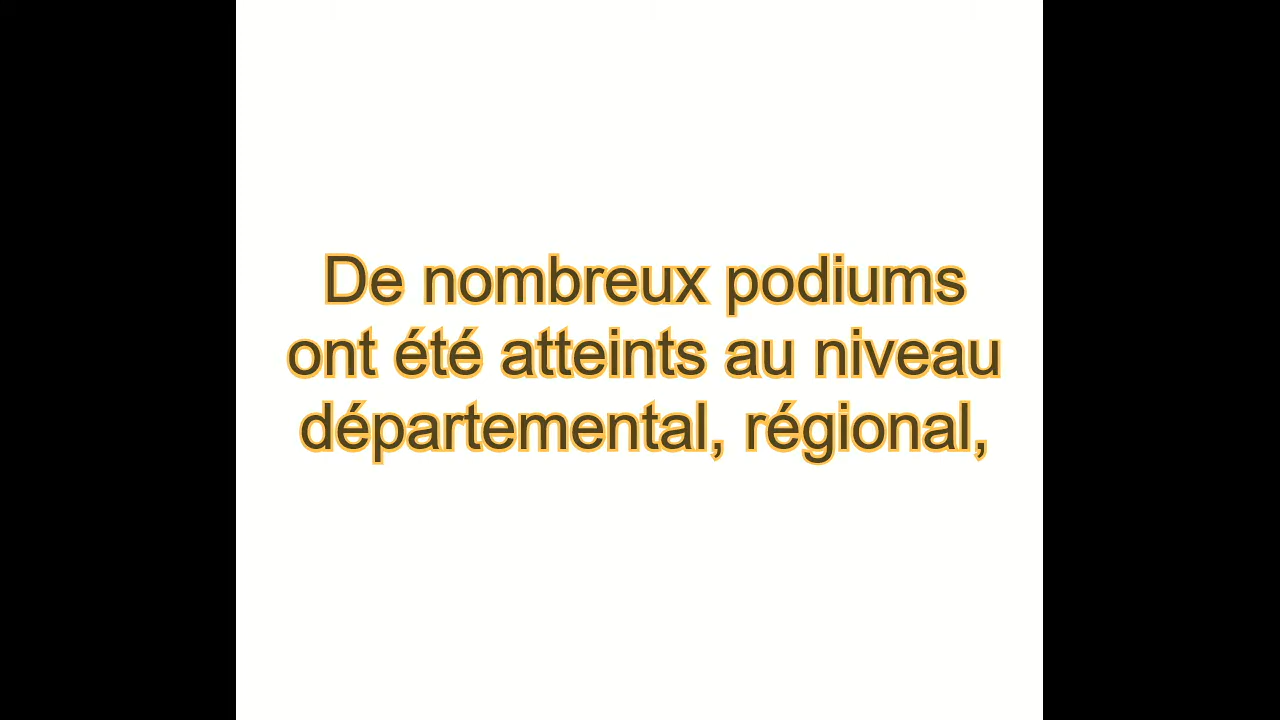 De nombreux podiums
ont été atteints au niveau
départemental, régional,